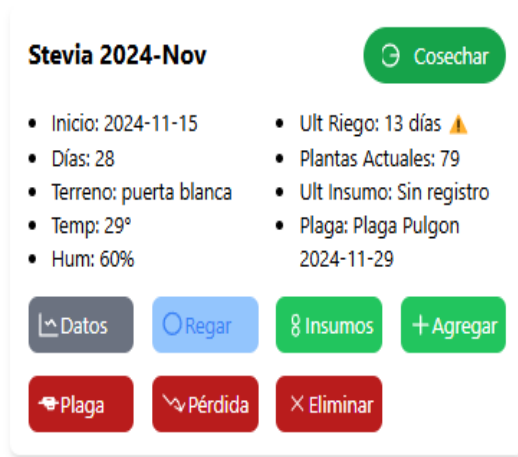 Stevia 2024-Nov
Cosechar
Inicio: 2024-11-15
Días: 28
Terreno: puerta blanca
Temp: 29°
Hum: 60%
Ult Riego: 13 días ⚠️
Plantas Actuales: 79
Ult Insumo: Sin registro
Plaga: Plaga Pulgon
2024-11-29
Datos
Regar
Insumos
Agregar
Plaga
Pérdida
Eliminar